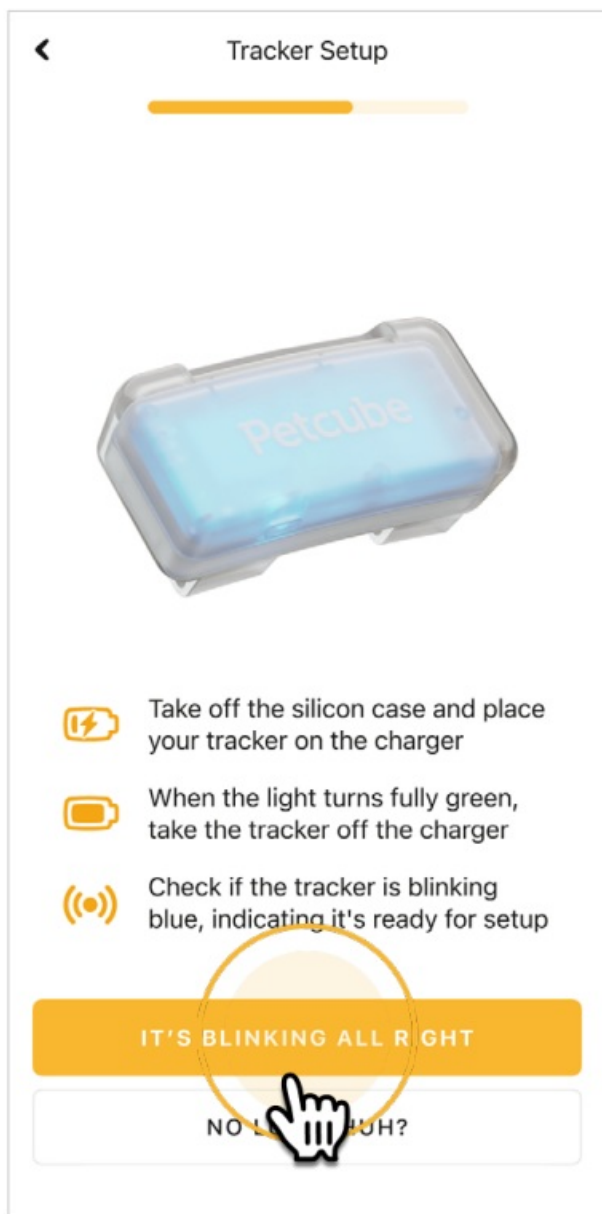 Tracker Setup
Petcube
Take off the silicon case and place
your tracker on the charger
When the light turns fully green,
take the tracker off the charger
Check if the tracker is blinking
blue, indicating it's ready for setup
IT'S BLINKING ALL RIGHT
NO HUH?